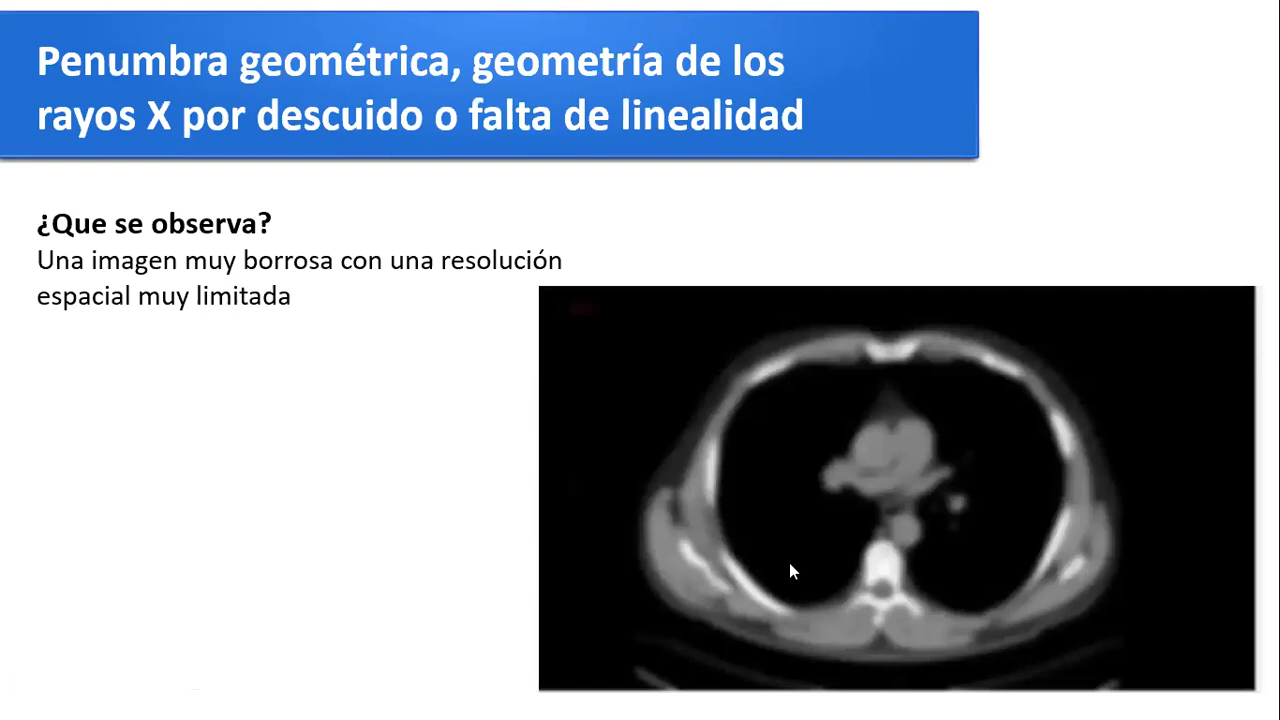 Penumbra geométrica, geometría de los
rayos X por descuido o falta de linealidad
¿Que se observa?
Una imagen muy borrosa con una resolución
espacial muy limitada